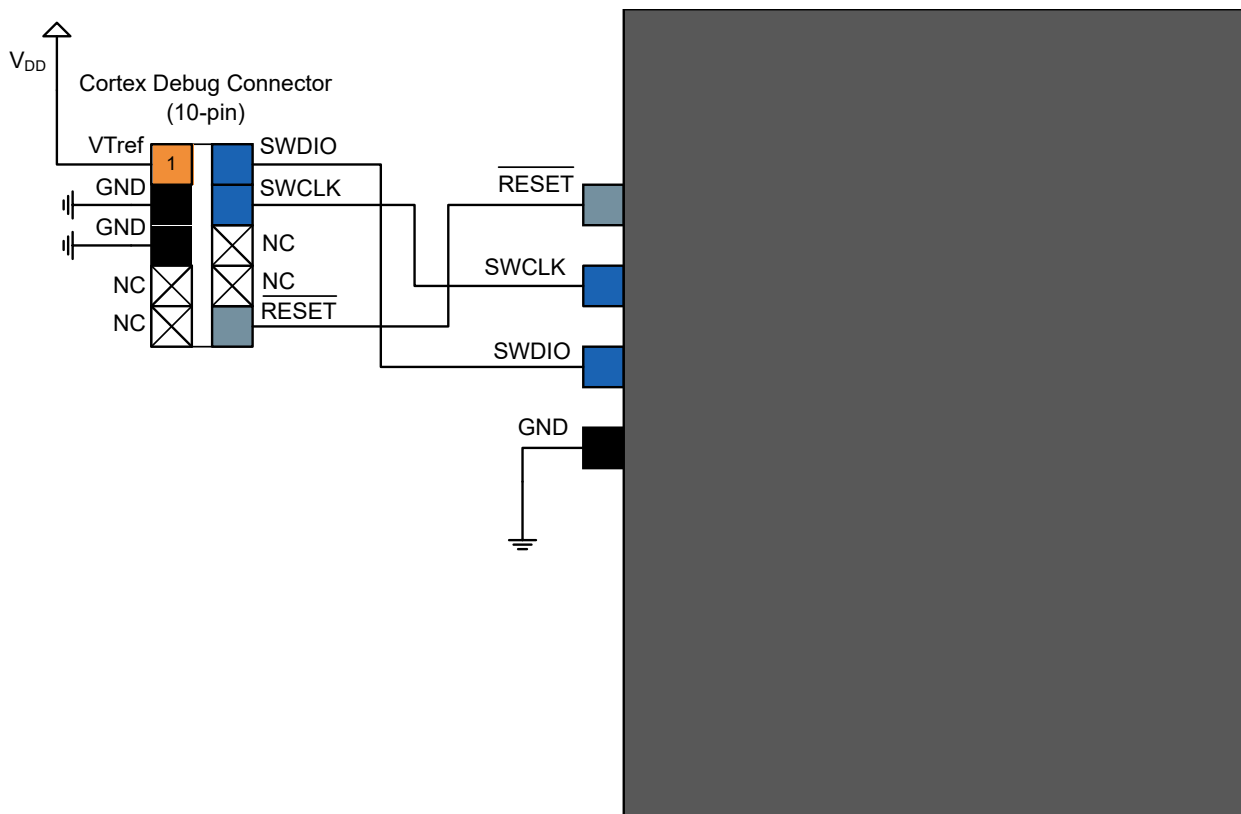 V_DD
Cortex Debug Connector
(10-pin)
VTref
1
SWDIO
GND
SWCLK
GND
NC
NC
NC
NC
RESET
RESET
SWCLK
SWDIO
GND